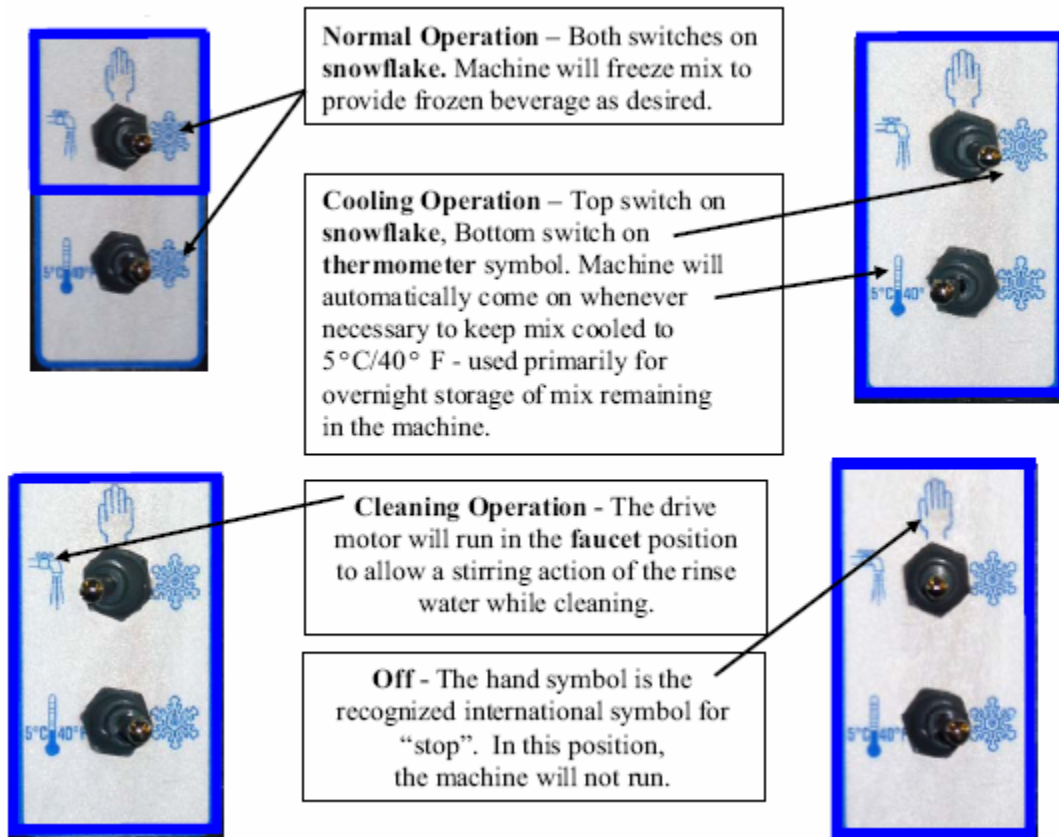 Normal Operation – Both switches on
snowflake. Machine will freeze mix to
provide frozen beverage as desired.
5°C/40°F
Cooling Operation – Top switch on
snowflake, Bottom switch on
thermometer symbol. Machine will
automatically come on whenever
necessary to keep mix cooled to
5°C/40° F - used primarily for
overnight storage of mix remaining
in the machine.
5°C/40°
Cleaning Operation - The drive
motor will run in the faucet position
to allow a stirring action of the rinse
water while cleaning.
5°C/40°F
Off - The hand symbol is the
recognized international symbol for
“stop”. In this position,
the machine will not run.
5°C/40°F